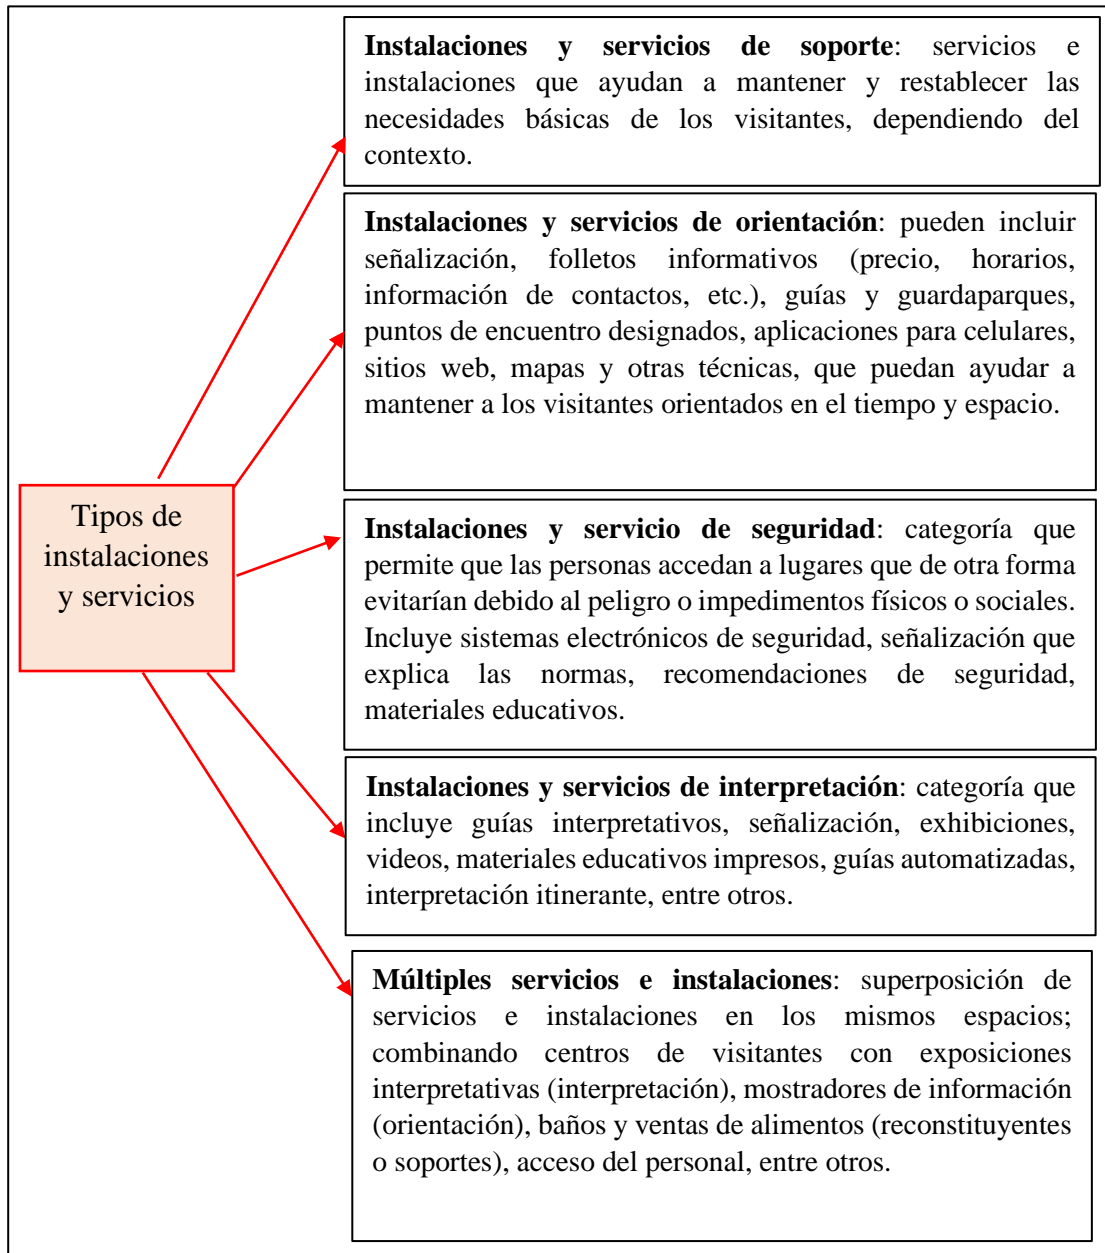 Instalaciones y servicios de soporte: servicios e
instalaciones que ayudan a mantener y restablecer las
necesidades básicas de los visitantes, dependiendo del
contexto.
Instalaciones y servicios de orientación: pueden incluir
señalización, folletos informativos (precio, horarios,
información de contactos, etc.), guías y guardaparques,
puntos de encuentro designados, aplicaciones para celulares,
sitios web, mapas y otras técnicas, que puedan ayudar a
mantener a los visitantes orientados en el tiempo y espacio.
Tipos de
instalaciones
y servicios
Instalaciones y servicio de seguridad: categoría que
permite que las personas accedan a lugares que de otra forma
evitarían debido al peligro o impedimentos físicos o sociales.
Incluye sistemas electrónicos de seguridad, señalización que
explica las normas, recomendaciones de seguridad,
materiales educativos.
Instalaciones y servicios de interpretación: categoría que
incluye guías interpretativos, señalización, exhibiciones,
videos, materiales educativos impresos, guías automatizadas,
interpretación itinerante, entre otros.
Múltiples servicios e instalaciones: superposición de
servicios e instalaciones en los mismos espacios;
combinando centros de visitantes con exposiciones
interpretativas (interpretación), mostradores de información
(orientación), baños y ventas de alimentos (reconstituyentes
o soportes), acceso del personal, entre otros.